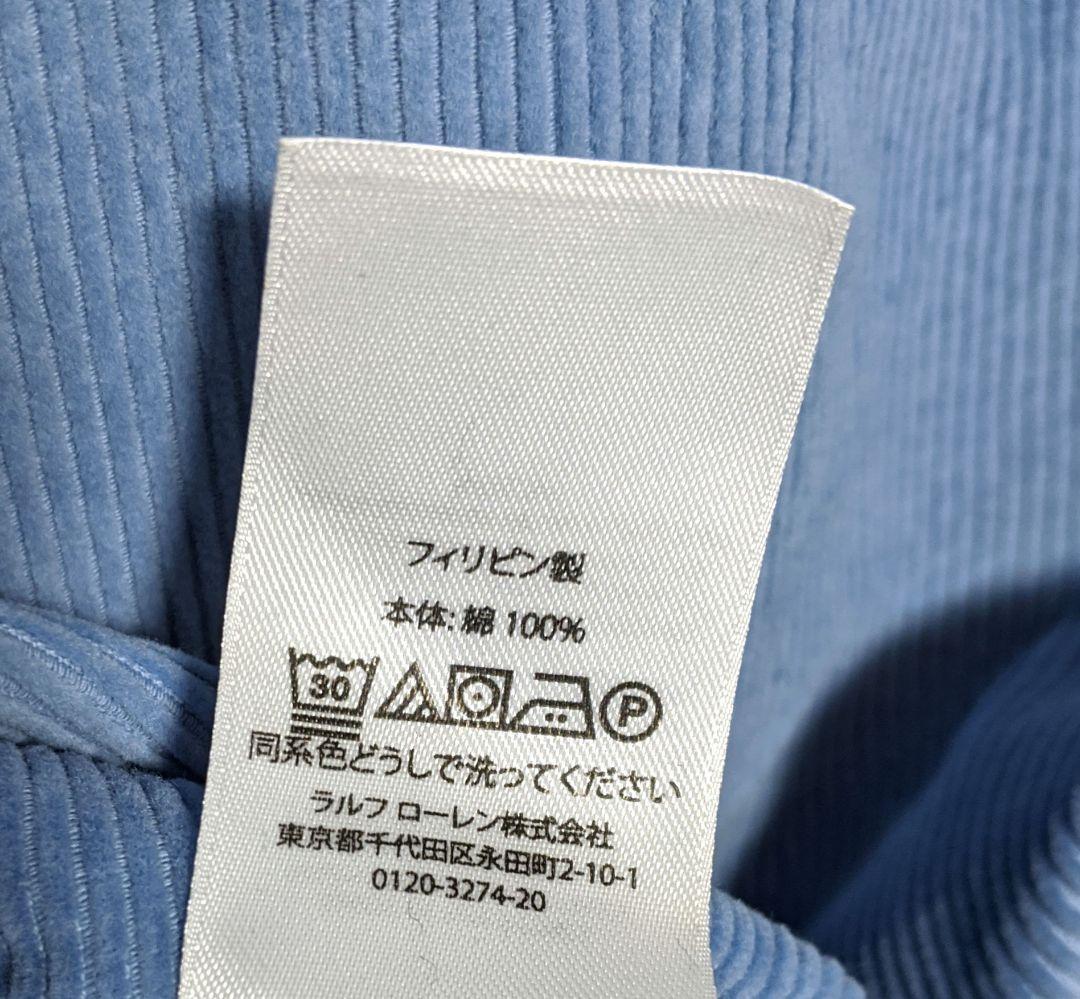 フィリピン製
本体: 綿 100%
30 P
同系色どうしで洗ってください
ラルフ ローレン株式会社
東京都千代田区永田町2-10-1
0120-3274-20